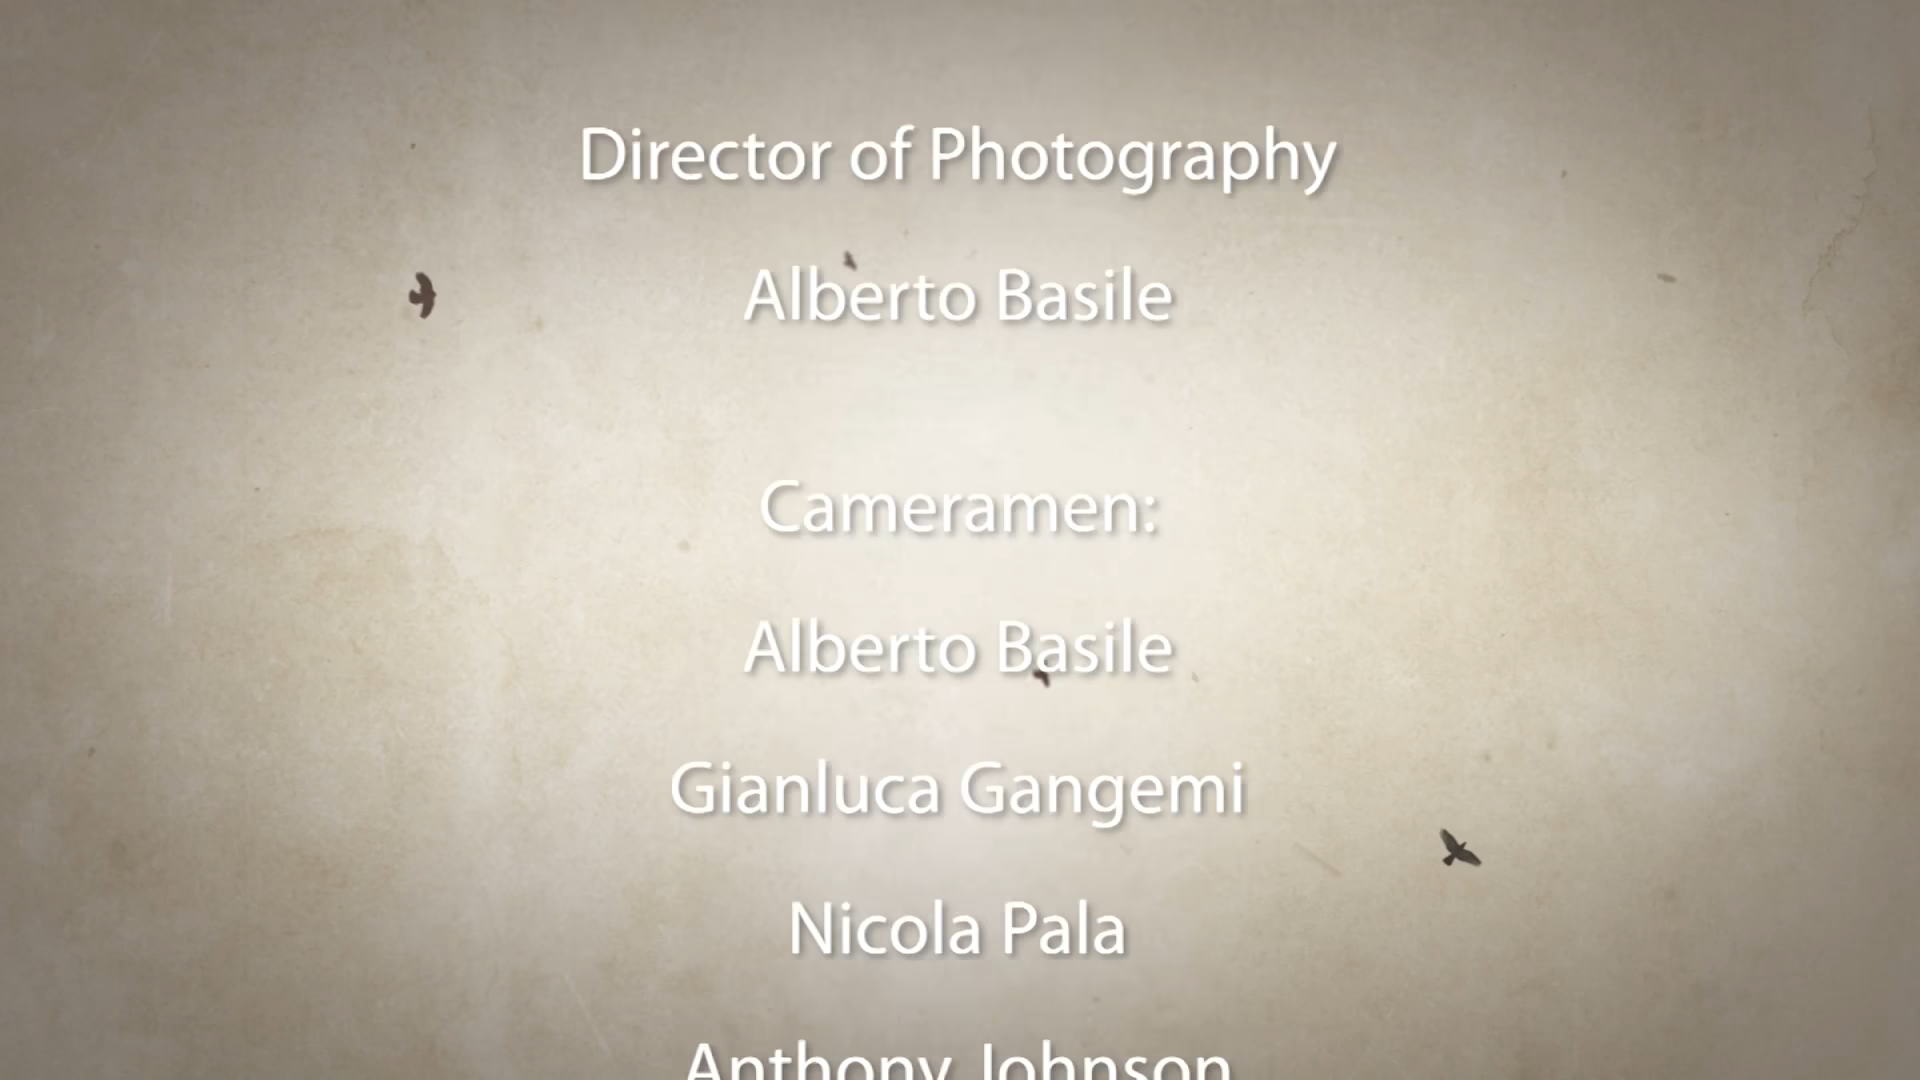 Director of Photography
Alberto Basile
Cameramen:
Alberto Basile
Gianluca Gangemi
Nicola Pala
Anthony Johnson